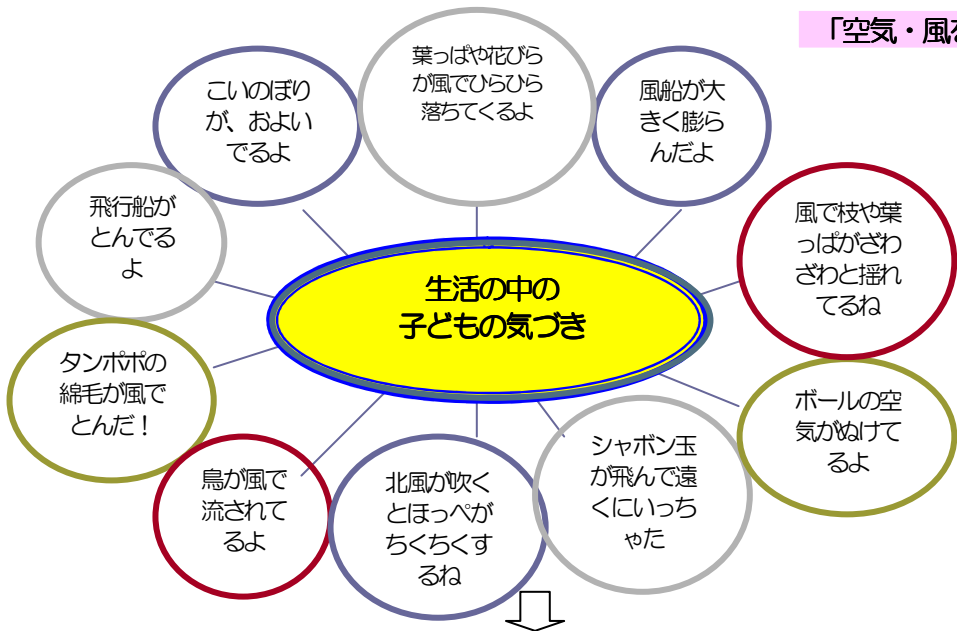 「空気・風を
葉っぱや花びら
が風でひらひら
落ちてくるよ
こいのぼり
が、およい
でるよ
風船が大
きく膨ら
んだよ
飛行船が
とんでる
よ
風で枝や葉
っぱがざわ
ざわと揺れ
てるね
生活の中の
子どもの気づき
タンポポの
綿毛が風で
とんだ！
ボールの空
気がぬけて
るよ
鳥が風で
流されて
るよ
北風が吹く
とほっぺが
ちくちくす
るね
シャボン玉
が飛んで遠
くにいっち
ゃた